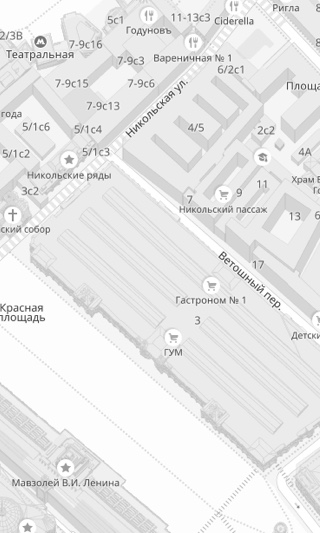 Ригла
5с1
11-13с3
Ciderella
Годуновъ
2/3В
7-9с16
Театральная
7-9с3
Вареничная № 1
7-9с15
7-9с6
6/2с1
Площа
7-9с13
Никольская ул.
года
5/1с6
5/1с4
4/5
2с2
5/1с2
5/1с3
4А
Никольские ряды
Храм В
Го
3с2
7
9
11
Никольский пассаж
13
6
ский собор
Ветошный пер.
17
Гастроном № 1
Красная
площадь
3
Детски
ГУМ
Мавзолей В.И. Ленина